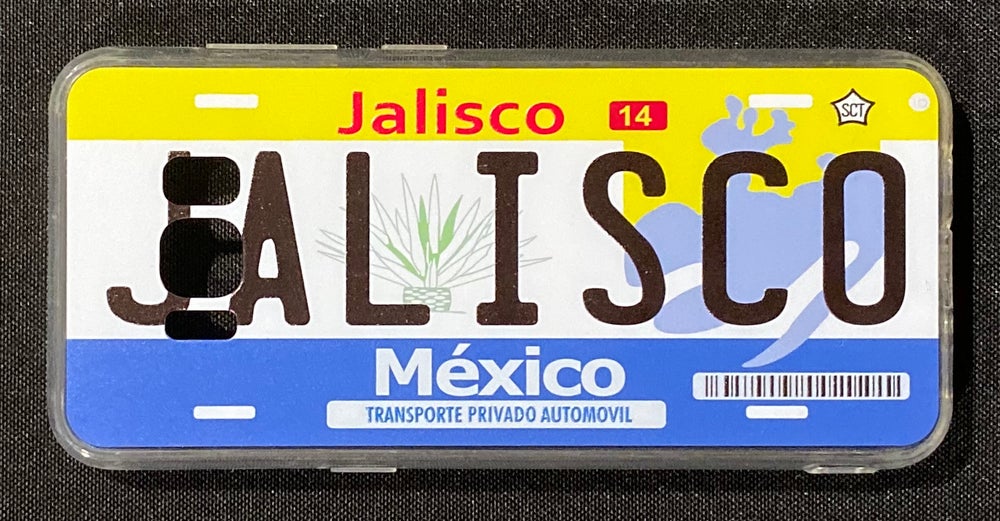 Jalisco 14 SCT
JALISCO
México
TRANSPORTE PRIVADO AUTOMOVIL